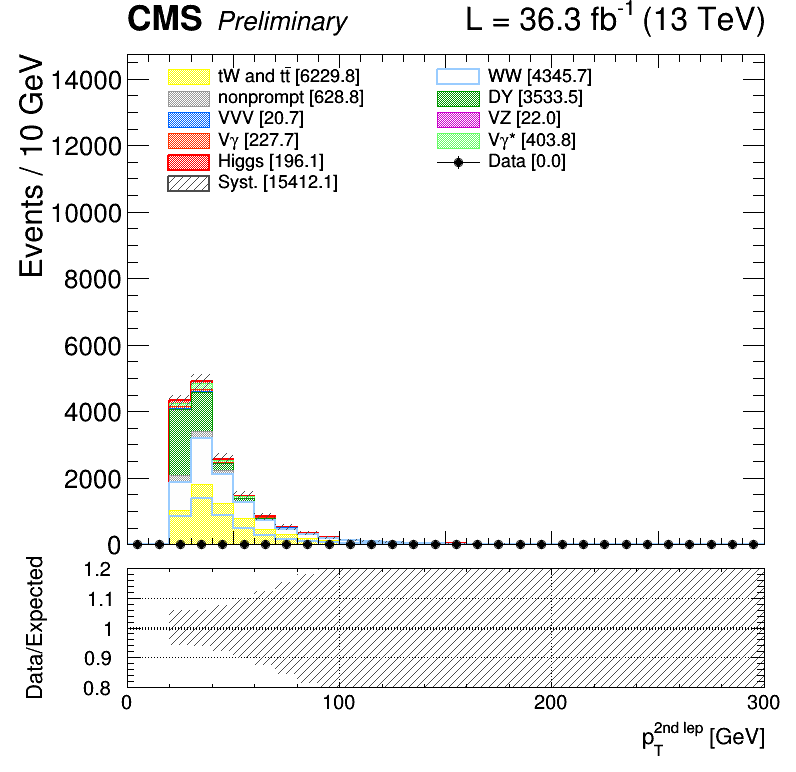 CMS Preliminary L = 36.3 fb⁻¹ (13 TeV)
Events / 10 GeV
14000
12000
10000
8000
6000
4000
2000
0
tW and tt̄ [6229.8]
nonprompt [628.8]
VVV [20.7]
Vγ [227.7]
Higgs [196.1]
Syst. [15412.1]
WW [4345.7]
DY [3533.5]
VZ [22.0]
Vγ* [403.8]
Data [0.0]
Data/Expected
1.2
1.1
1
0.9
0.8
0 100 200 300
p_T^{2nd lep} [GeV]